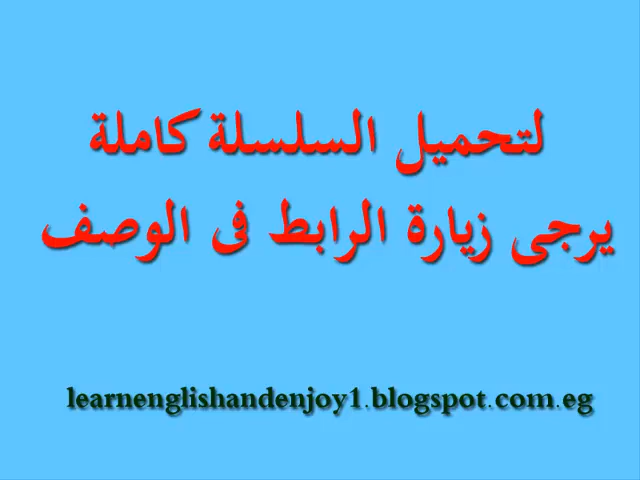 لتحميل السلسلة كاملة
يرجى زيارة الرابط فى الوصف
learnenglishandenjoy1.blogspot.com.eg